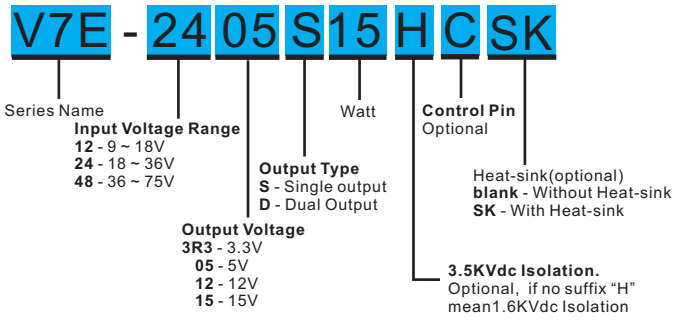 V7E - 24 05 S 15 H C SK
Series Name
Input Voltage Range
12 - 9 ~ 18V
24 - 18 ~ 36V
48 - 36 ~ 75V
Output Voltage
3R3 - 3.3V
05 - 5V
12 - 12V
15 - 15V
Output Type
S - Single output
D - Dual Output
Watt
3.5KVdc Isolation.
Optional, if no suffix “H”
mean1.6KVdc Isolation
Control Pin
Optional
Heat-sink(optional)
blank - Without Heat-sink
SK - With Heat-sink